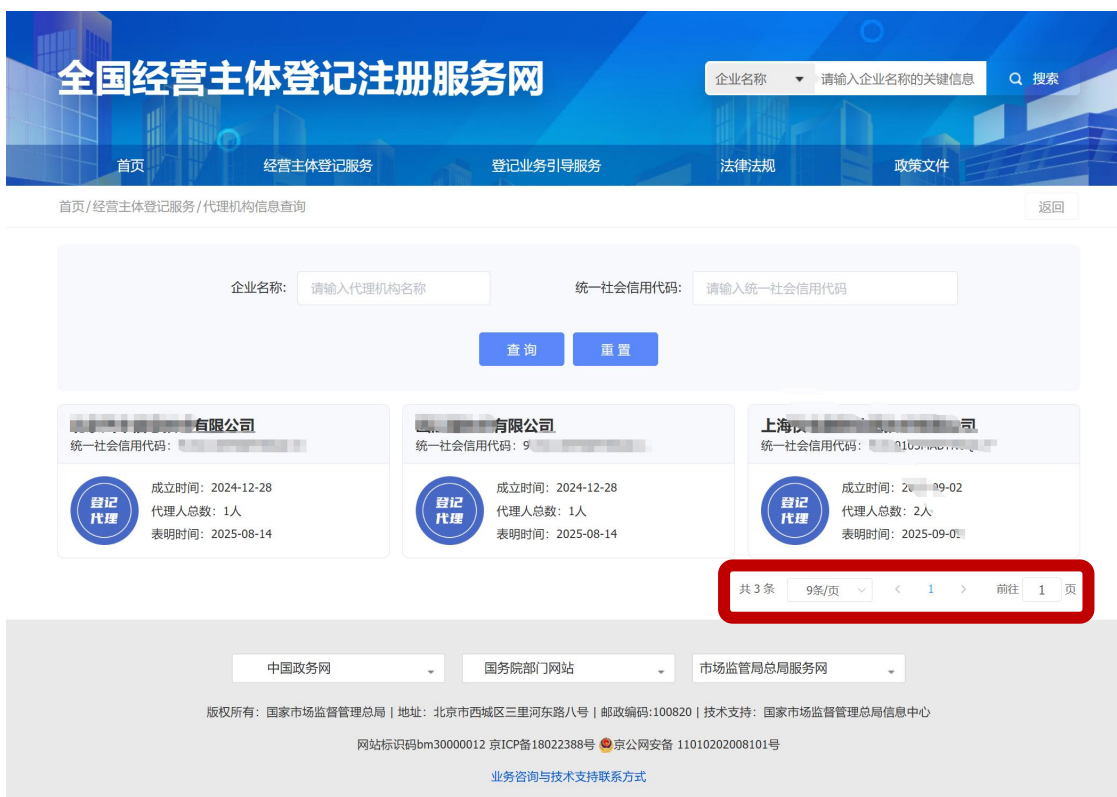 全国经营主体登记注册服务网
企业名称 请输入企业名称的关键信息 搜索
首页 经营主体登记服务 登记业务引导服务 法律法规 政策文件
首页/经营主体登记服务/代理机构信息查询 返回
企业名称: 请输入代理机构名称 统一社会信用代码: 请输入统一社会信用代码
查询 重置
有限公司
统一社会信用代码:
登记代理
成立时间：2024-12-28
代理人总数：1人
表明时间：2025-08-14
有限公司
统一社会信用代码：9
登记代理
成立时间：2024-12-28
代理人总数：1人
表明时间：2025-08-14
上海 司
统一社会信用代码：
登记代理
成立时间：2 09-02
代理人总数：2人
表明时间：2025-09-0
共 3 条 9条/页 < 1 > 前往 1 页
中国政务网 国务院部门网站 市场监管局总局服务网
版权所有：国家市场监督管理总局 | 地址：北京市西城区三里河东路八号 | 邮政编码:100820 | 技术支持：国家市场监督管理总局信息中心
网站标识码bm30000012 京ICP备18022388号 京公网安备 11010202008101号
业务咨询与技术支持联系方式